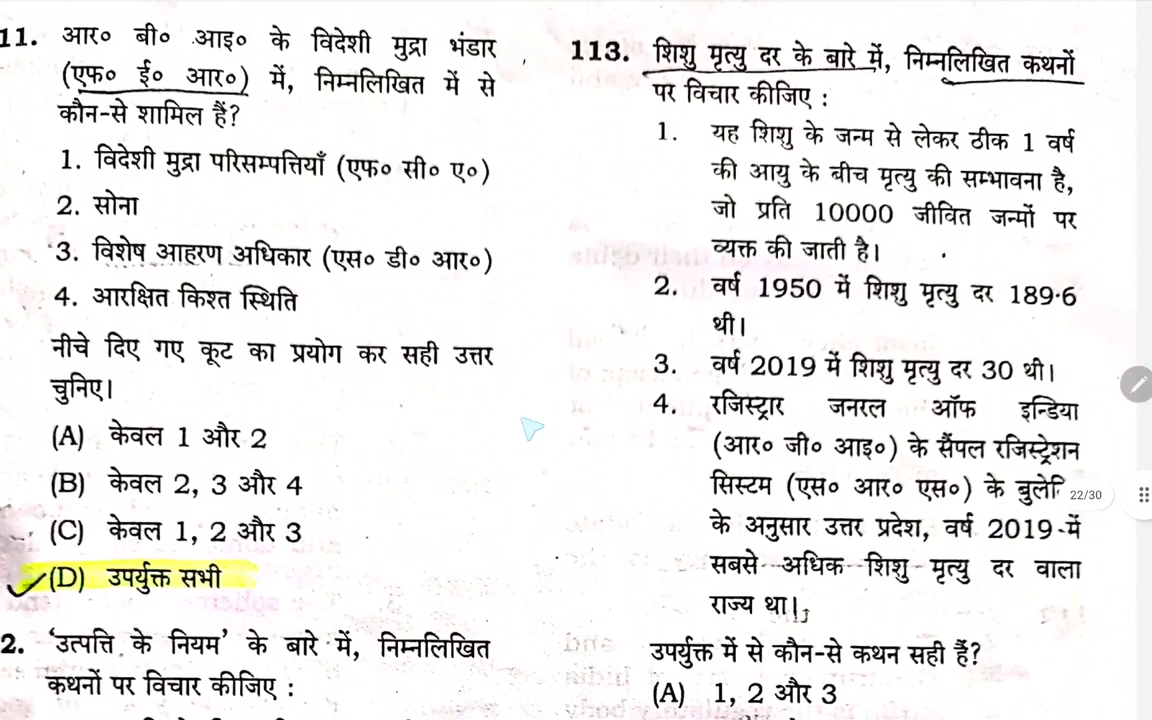 11. आर० बी० आइ० के विदेशी मुद्रा भंडार
(एफ० ई० आर०) में, निम्नलिखित में से
कौन-से शामिल हैं?
1. विदेशी मुद्रा परिसम्पत्तियाँ (एफ० सी० ए०)
2. सोना
3. विशेष आहरण अधिकार (एस० डी० आर०)
4. आरक्षित किश्त स्थिति
नीचे दिए गए कूट का प्रयोग कर सही उत्तर
चुनिए।
(A) केवल 1 और 2
(B) केवल 2, 3 और 4
(C) केवल 1, 2 और 3
(D) उपर्युक्त सभी
2. 'उत्पत्ति के नियम' के बारे में, निम्नलिखित
कथनों पर विचार कीजिए :
113. शिशु मृत्यु दर के बारे में, निम्नलिखित कथनों
पर विचार कीजिए :
1. यह शिशु के जन्म से लेकर ठीक 1 वर्ष
की आयु के बीच मृत्यु की सम्भावना है,
जो प्रति 10000 जीवित जन्मों पर
व्यक्त की जाती है।
2. वर्ष 1950 में शिशु मृत्यु दर 189·6
थी।
3. वर्ष 2019 में शिशु मृत्यु दर 30 थी।
4. रजिस्ट्रार जनरल ऑफ इन्डिया
(आर० जी० आइ०) के सैंपल रजिस्ट्रेशन
सिस्टम (एस० आर० एस०) के
22/30
के अनुसार उत्तर प्रदेश, वर्ष 2019 में
सबसे अधिक शिशु मृत्यु दर वाला
राज्य था।
उपर्युक्त में से कौन-से कथन सही हैं?
(A) 1, 2 और 3